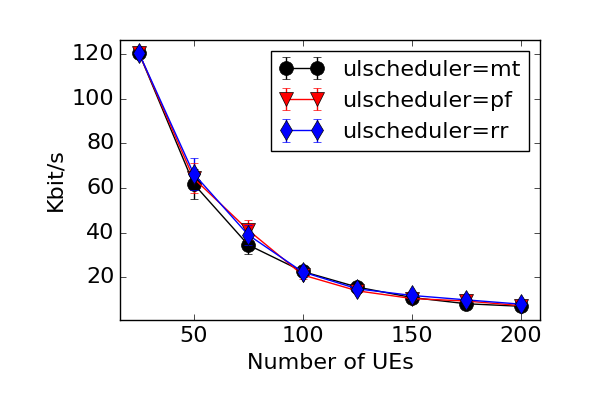 120
100
80
60
40
20
Kbit/s
50
100
150
200
Number of UEs
ulscheduler=mt
ulscheduler=pf
ulscheduler=rr